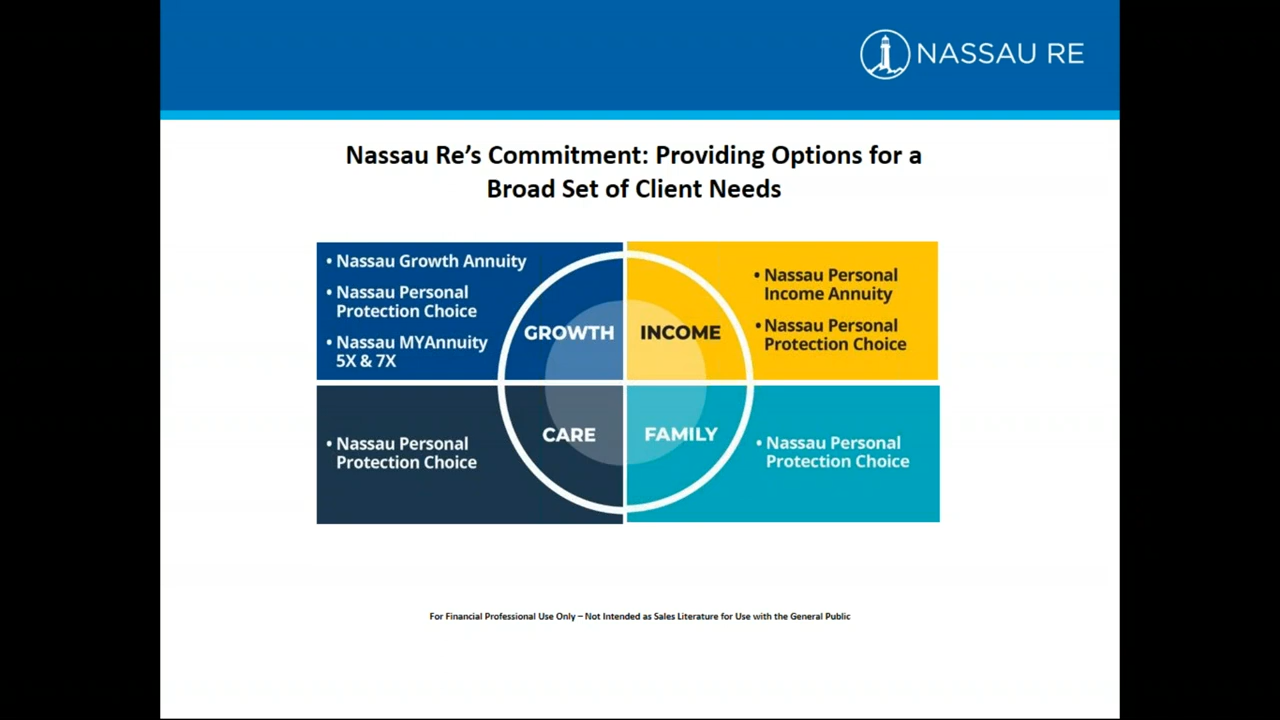 NASSAU RE
Nassau Re’s Commitment: Providing Options for a
Broad Set of Client Needs
• Nassau Growth Annuity
• Nassau Personal
Protection Choice
• Nassau MYAnnuity
5X & 7X
GROWTH
INCOME
• Nassau Personal
Income Annuity
• Nassau Personal
Protection Choice
• Nassau Personal
Protection Choice
CARE
FAMILY
• Nassau Personal
Protection Choice
For Financial Professional Use Only – Not Intended as Sales Literature for Use with the General Public